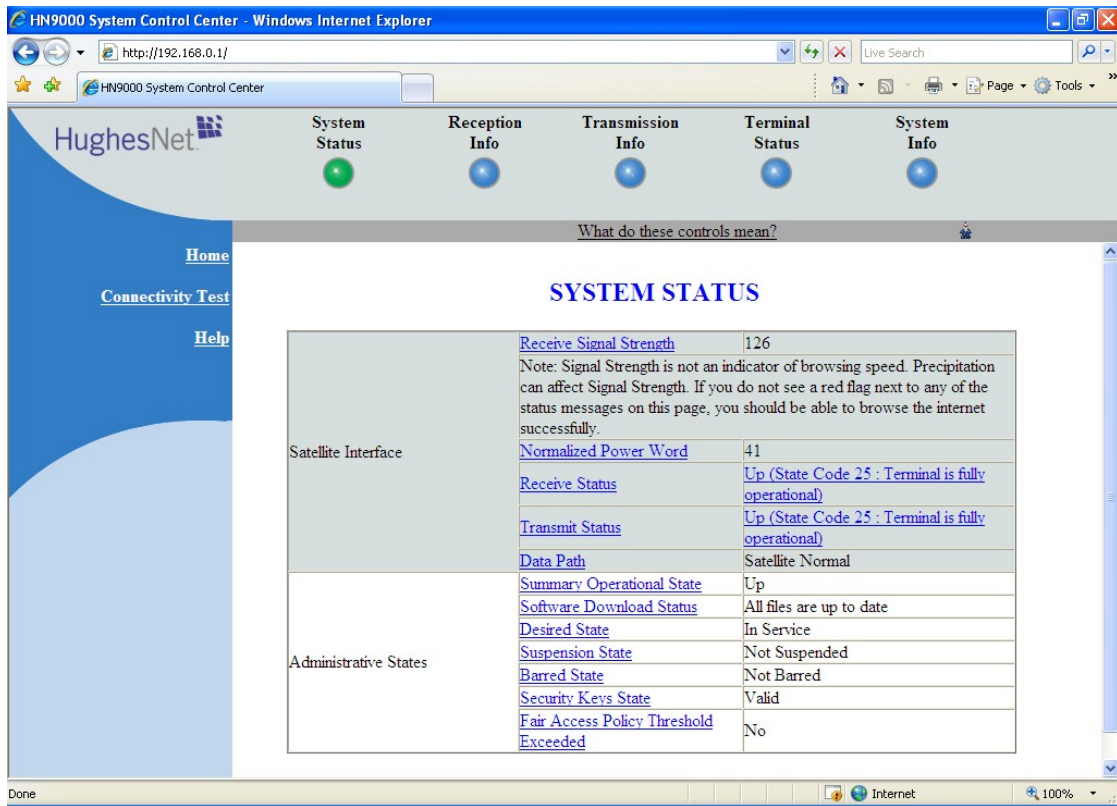 HN9000 System Control Center - Windows Internet Explorer
http://192.168.0.1/
Live Search
HN9000 System Control Center
Page
Tools
»
HughesNet.
System
Status
Reception
Info
Transmission
Info
Terminal
Status
System
Info
What do these controls mean?
Home
Connectivity Test
Help
SYSTEM STATUS
Satellite Interface
Receive Signal Strength 126
Note: Signal Strength is not an indicator of browsing speed. Precipitation
can affect Signal Strength. If you do not see a red flag next to any of the
status messages on this page, you should be able to browse the internet
successfully.
Normalized Power Word 41
Receive Status Up (State Code 25 : Terminal is fully
operational)
Transmit Status Up (State Code 25 : Terminal is fully
operational)
Data Path Satellite Normal
Administrative States
Summary Operational State Up
Software Download Status All files are up to date
Desired State In Service
Suspension State Not Suspended
Barred State Not Barred
Security Keys State Valid
Fair Access Policy Threshold
Exceeded No
Done
Internet
100%